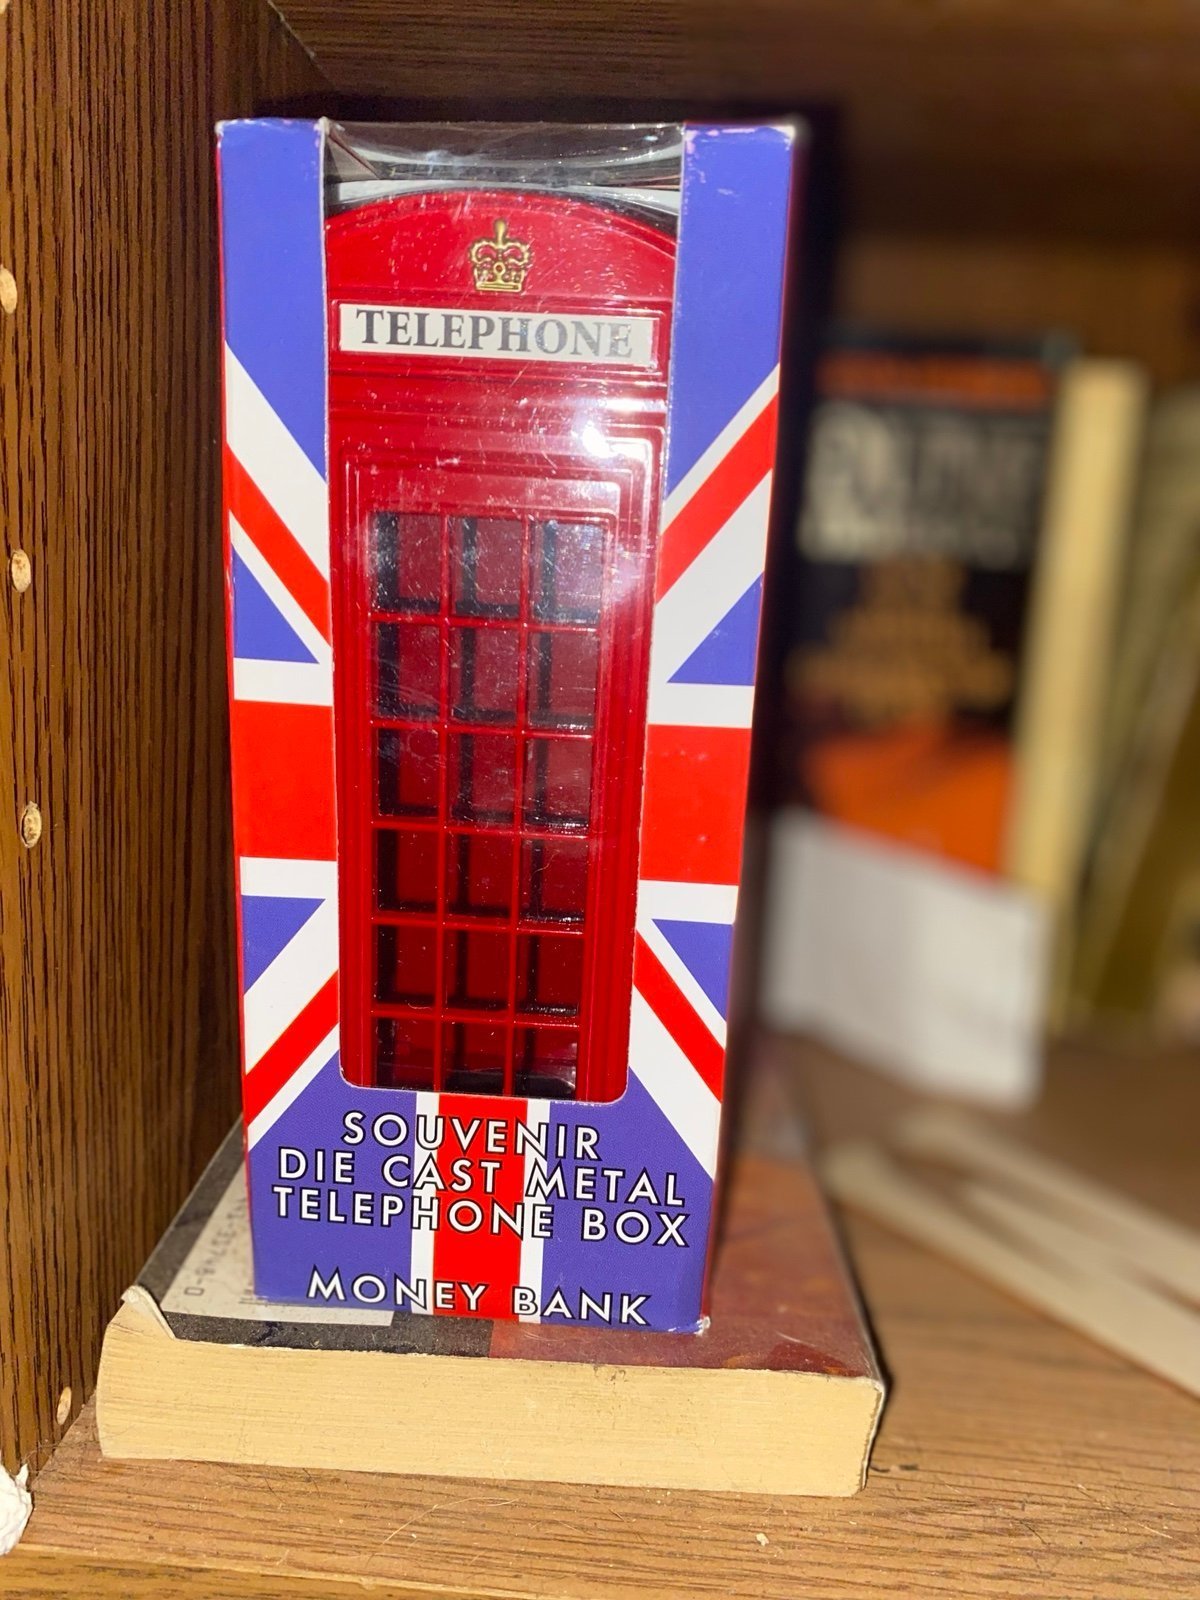 TELEPHONE
SOUVENIR
DIE CAST METAL
TELEPHONE BOX
MONEY BANK